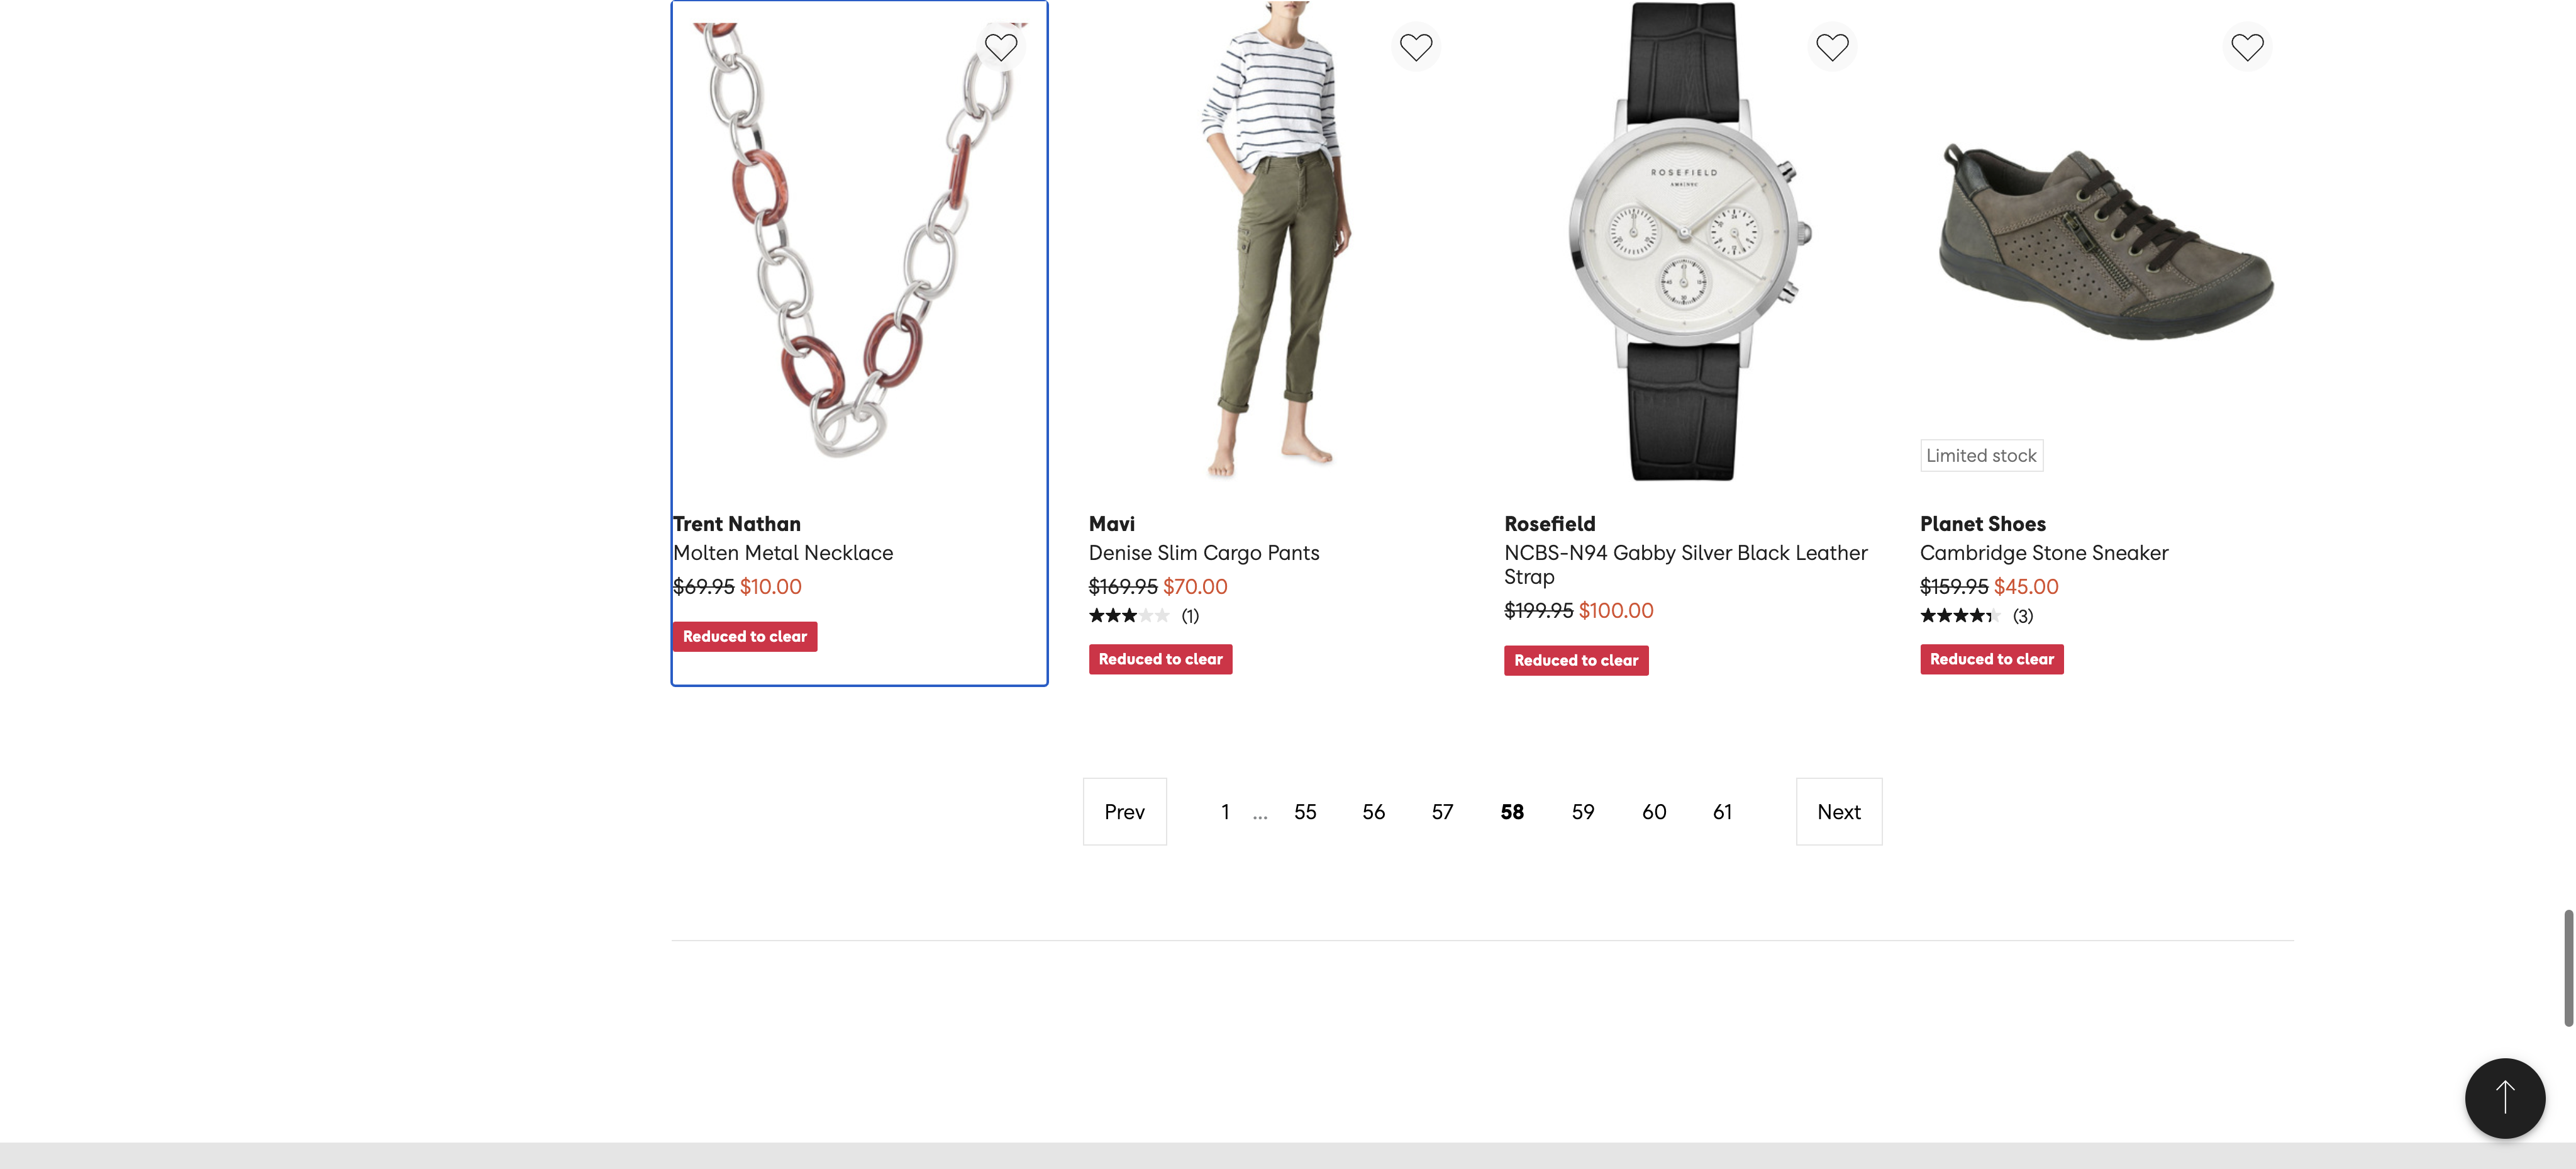 ROSEFIELD
Limited stock
Trent Nathan
Molten Metal Necklace
$69.95 $10.00
Reduced to clear
Mavi
Denise Slim Cargo Pants
$169.95 $70.00
(1)
Reduced to clear
Rosefield
NCBS-N94 Gabby Silver Black Leather
Strap
$199.95 $100.00
Reduced to clear
Planet Shoes
Cambridge Stone Sneaker
$159.95 $45.00
(3)
Reduced to clear
Prev 1 ... 55 56 57 58 59 60 61 Next